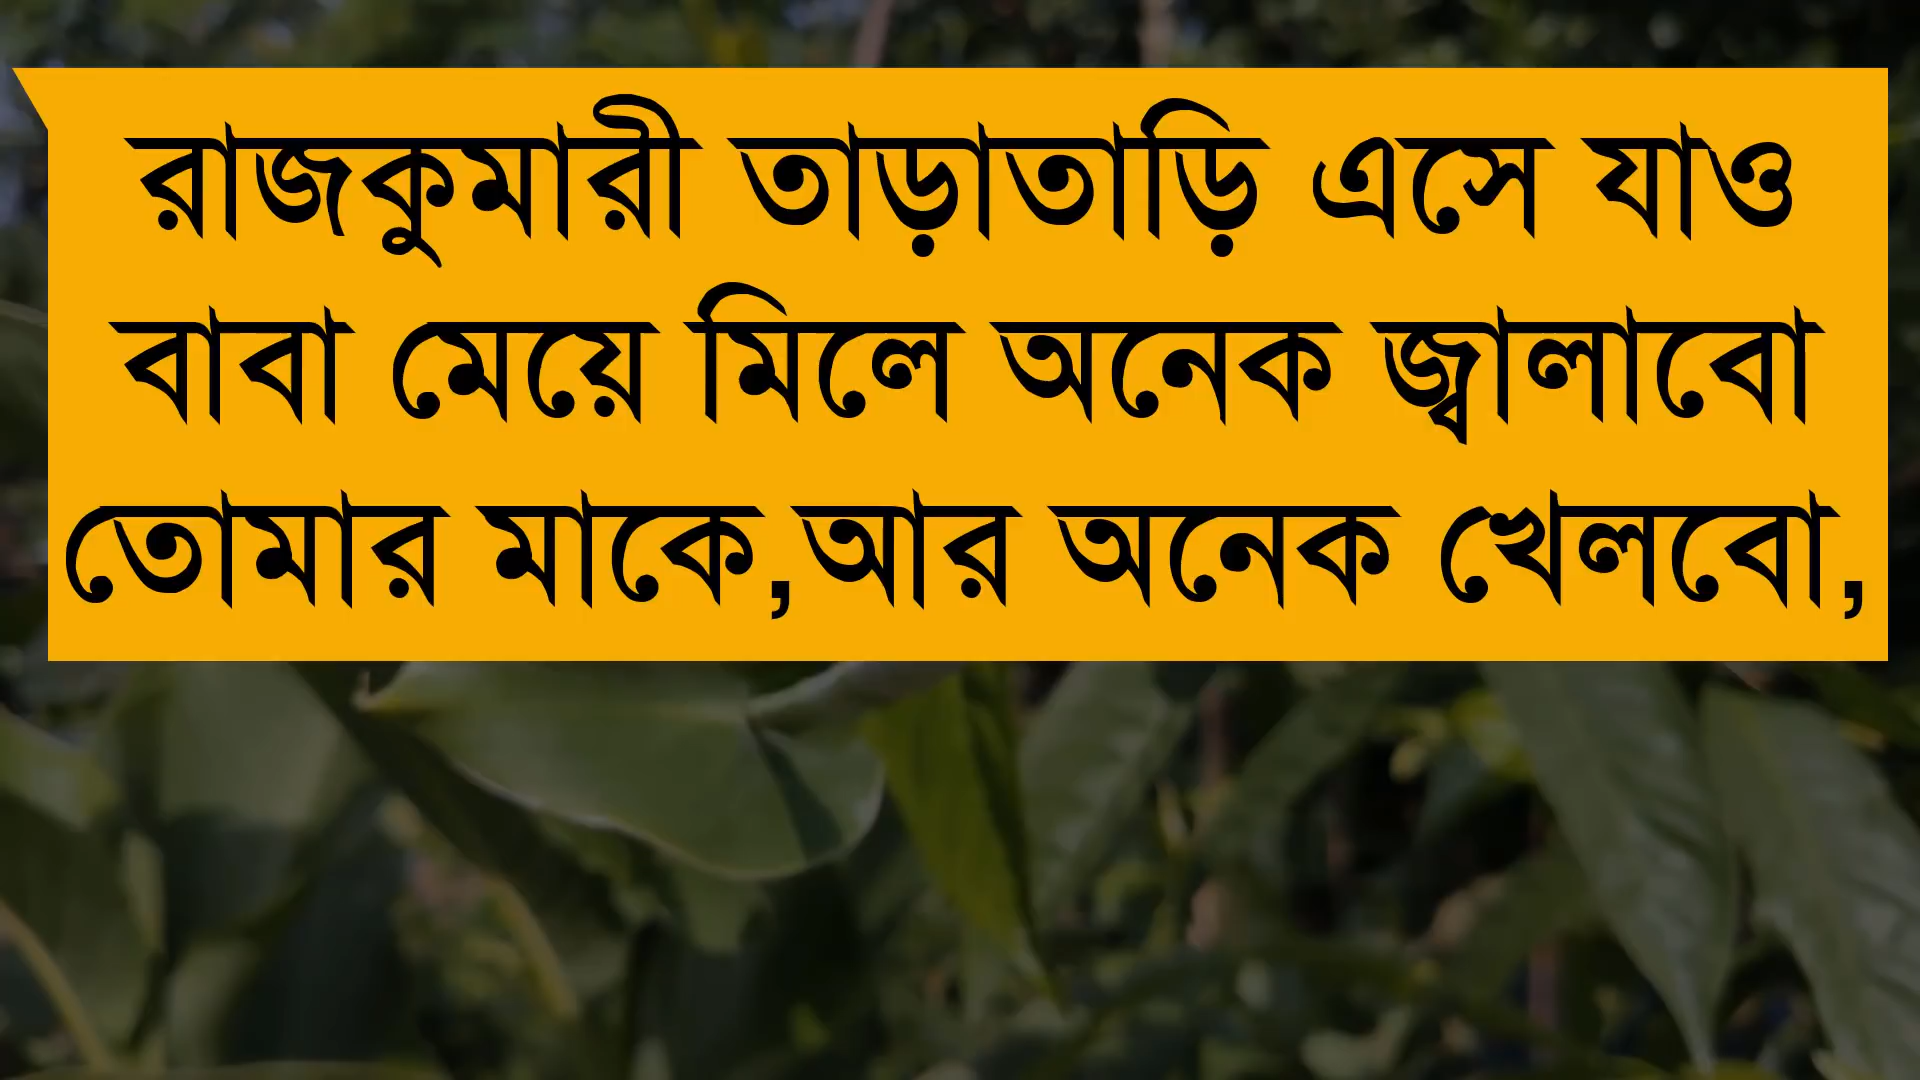 রাজকুমারী তাড়াতাড়ি এসে যাও
বাবা মেয়ে মিলে অনেক জ্বালাবো
তোমার মাকে,আর অনেক খেলবো,